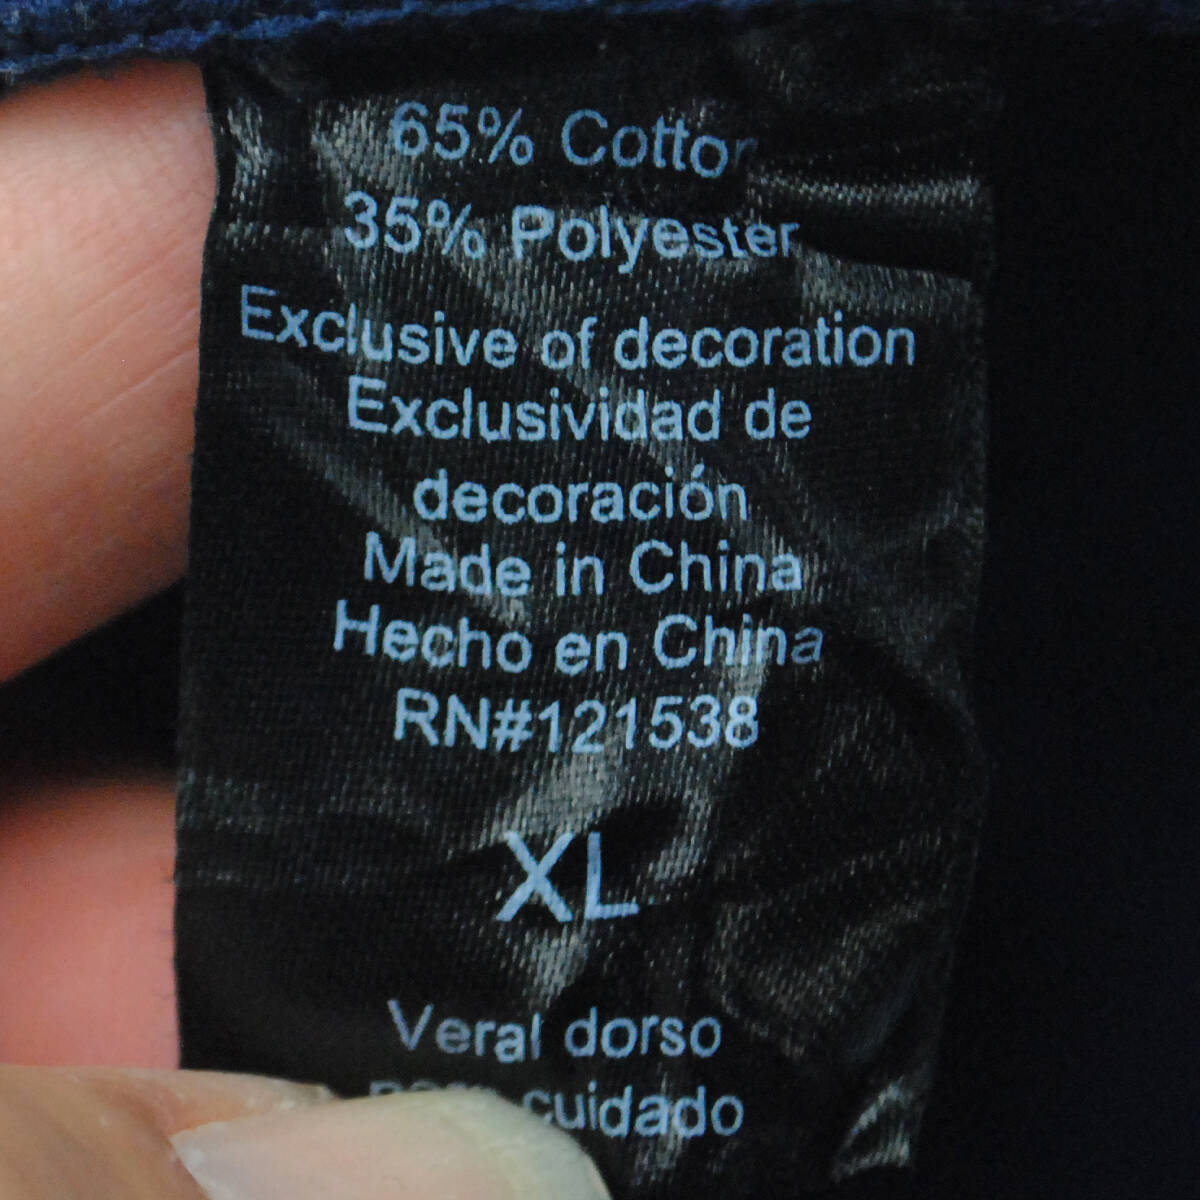 65% Cotton
35% Polyester
Exclusive of decoration
Exclusividad de
decoración
Made in China
Hecho en China
RN#121538
XL
Veral dorso
cuidado